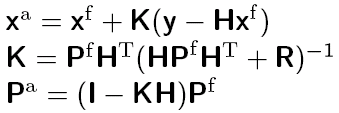 xᵃ = xᶠ + K(y − Hxᶠ)
K = PᶠHᵀ(HPᶠHᵀ + R)⁻¹
Pᵃ = (I − KH)Pᶠ